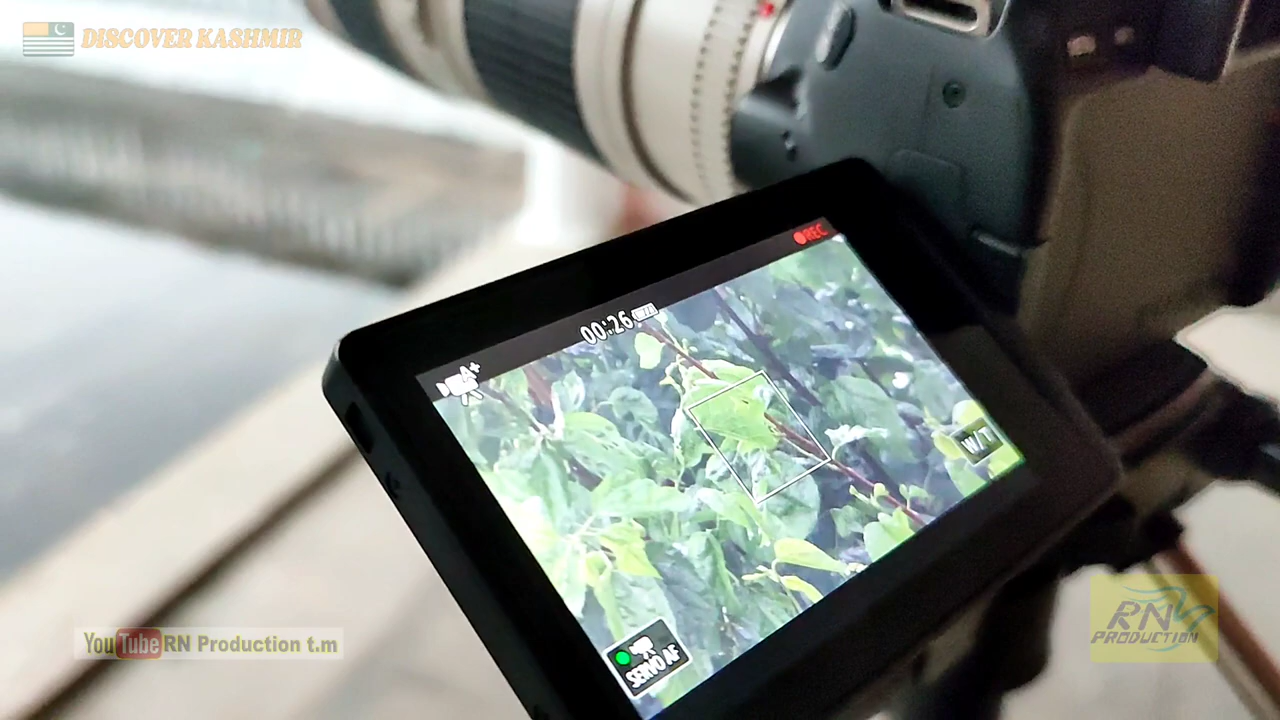 DISCOVER KASHMIR
REC
00:26
A+
W/T
SERVO AF
YouTube RN Production t.m
RN
PRODUCTION